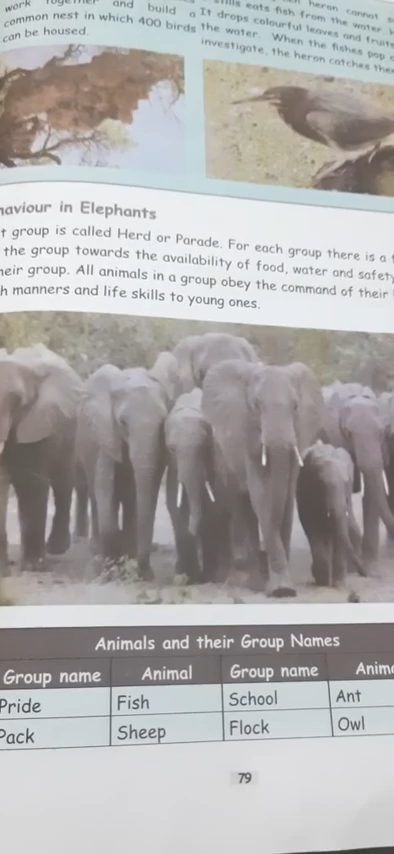 work together and build a
common nest in which 400 birds
can be housed.
heron cannot
eats fish from the water
It drops colourful leaves and fruits
the water. When the fishes pop
investigate, the heron catches
haviour in Elephants
t group is called Herd or Parade. For each group there is a
the group towards the availability of food, water and safety
heir group. All animals in a group obey the command of their
h manners and life skills to young ones.
Animals and their Group Names
Group name Animal Group name
Pride Fish School Ant
Pack Sheep Flock Owl
79